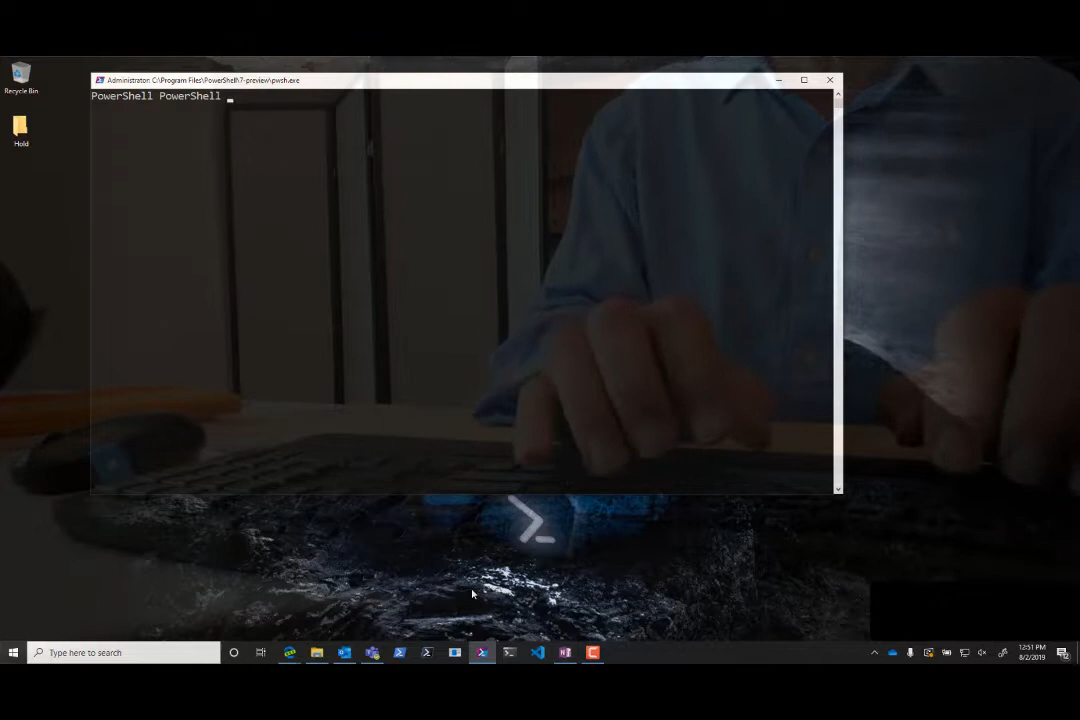 Recycle Bin
Hold
Administrator: C:\Program Files\PowerShell\7-preview\pwsh.exe
PowerShell PowerShell
Type here to search
12:51 PM
8/2/2019